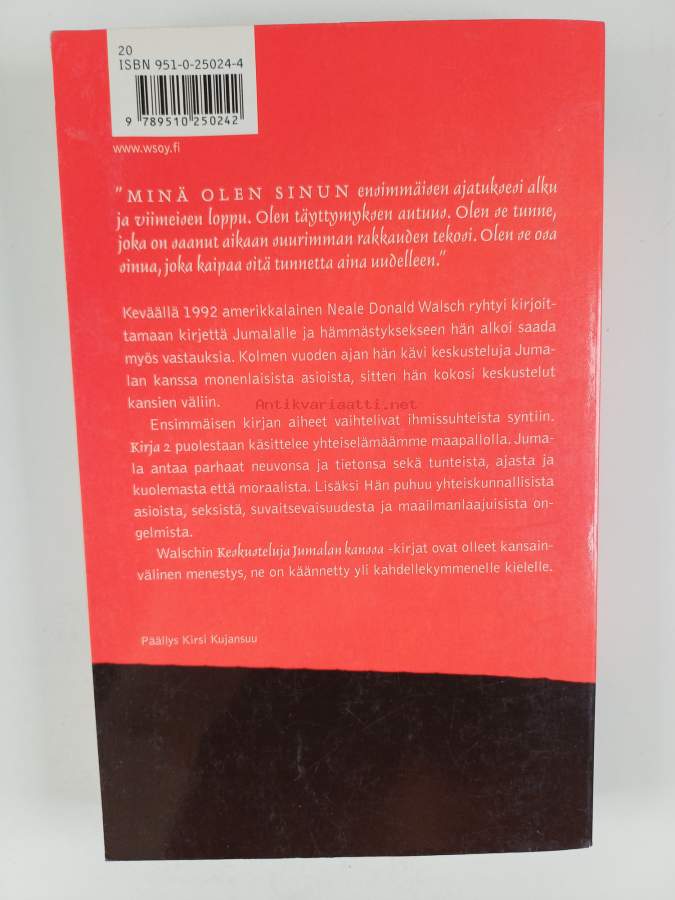 20
ISBN 951-0-25024-4
9 789510 250242
www.wsoy.fi
"MINÄ OLEN SINUN ensimmäisen ajatuksesi alku
ja viimeisen loppu. Olen täyttymyksen autuus. Olen se tunne,
joka on saanut aikaan suurimman rakkauden tekosi. Olen se osa
sinua, joka kaipaa sitä tunnetta aina uudelleen."
Keväällä 1992 amerikkalainen Neale Donald Walsch ryhtyi kirjoit-
tamaan kirjettä Jumalalle ja hämmästyksekseen hän alkoi saada
myös vastauksia. Kolmen vuoden ajan hän kävi keskusteluja Juma-
lan kanssa monenlaisista asioista, sitten hän kokosi keskustelut
kansien väliin.
Antikvariaatti.net
Ensimmäisen kirjan aiheet vaihtelivat ihmissuhteista syntiin.
Kirja 2 puolestaan käsittelee yhteiselämäämme maapallolla. Juma-
la antaa parhaat neuvonsa ja tietonsa sekä tunteista, ajasta ja
kuolemasta että moraalista. Lisäksi Hän puhuu yhteiskunnallisista
asioista, seksistä, suvaitsevaisuudesta ja maailmanlaajuisista on-
gelmista.
Walschin Keskusteluja Jumalan kanssa -kirjat ovat olleet kansain-
välinen menestys, ne on käännetty yli kahdellekymmenelle kielelle.
Päällys Kirsi Kujansuu